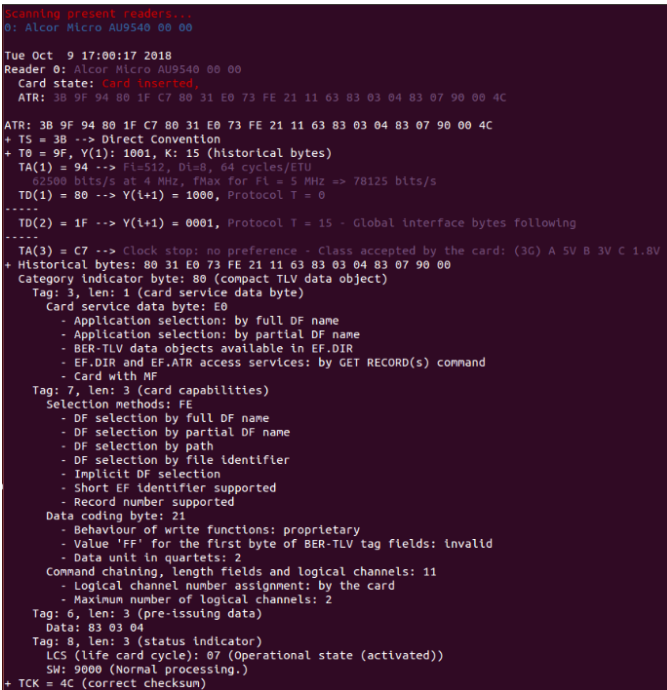 Scanning present readers...
0: Alcor Micro AU9540 00 00
Tue Oct  9 17:00:17 2018
Reader 0: Alcor Micro AU9540 00 00
Card state: Card inserted,
ATR: 3B 9F 94 80 1F C7 80 31 E0 73 FE 21 11 63 83 03 04 83 07 90 00 4C
ATR: 3B 9F 94 80 1F C7 80 31 E0 73 FE 21 11 63 83 03 04 83 07 90 00 4C
+ TS = 3B --> Direct Convention
+ T0 = 9F, Y(1): 1001, K: 15 (historical bytes)
TA(1) = 94 --> Fi=512, Di=8, 64 cycles/ETU
62500 bits/s at 4 MHz, fMax for Fi = 5 MHz => 78125 bits/s
TD(1) = 80 --> Y(i+1) = 1000, Protocol T = 0
-----
TD(2) = 1F --> Y(i+1) = 0001, Protocol T = 15 - Global interface bytes following
-----
TA(3) = C7 --> Clock stop: no preference - Class accepted by the card: (3G) A 5V B 3V C 1.8V
+ Historical bytes: 80 31 E0 73 FE 21 11 63 83 03 04 83 07 90 00
Category indicator byte: 80 (compact TLV data object)
Tag: 3, len: 1 (card service data byte)
Card service data byte: E0
- Application selection: by full DF name
- Application selection: by partial DF name
- BER-TLV data objects available in EF.DIR
- EF.DIR and EF.ATR access services: by GET RECORD(s) command
- Card with MF
Tag: 7, len: 3 (card capabilities)
Selection methods: FE
- DF selection by full DF name
- DF selection by partial DF name
- DF selection by path
- DF selection by file identifier
- Implicit DF selection
- Short EF identifier supported
- Record number supported
Data coding byte: 21
- Behaviour of write functions: proprietary
- Value 'FF' for the first byte of BER-TLV tag fields: invalid
- Data unit in quartets: 2
Command chaining, length fields and logical channels: 11
- Logical channel number assignment: by the card
- Maximum number of logical channels: 2
Tag: 6, len: 3 (pre-issuing data)
Data: 83 03 04
Tag: 8, len: 3 (status indicator)
LCS (life card cycle): 07 (Operational state (activated))
SW: 9000 (Normal processing.)
+ TCK = 4C (correct checksum)